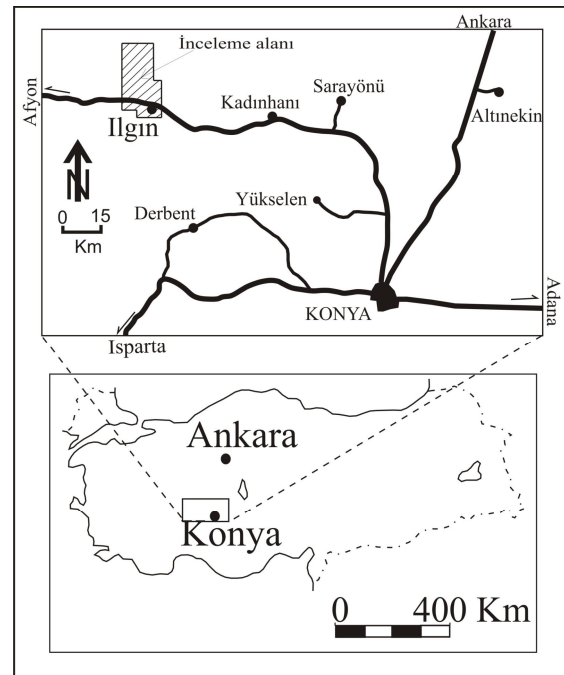 Ankara
İnceleme alanı
Sarayönü
Kadınhanı
Altınekin
Afyon
Ilgın
N
Yükselen
0 15
Km
Derbent
KONYA
Adana
Isparta
Ankara
Konya
0 400 Km